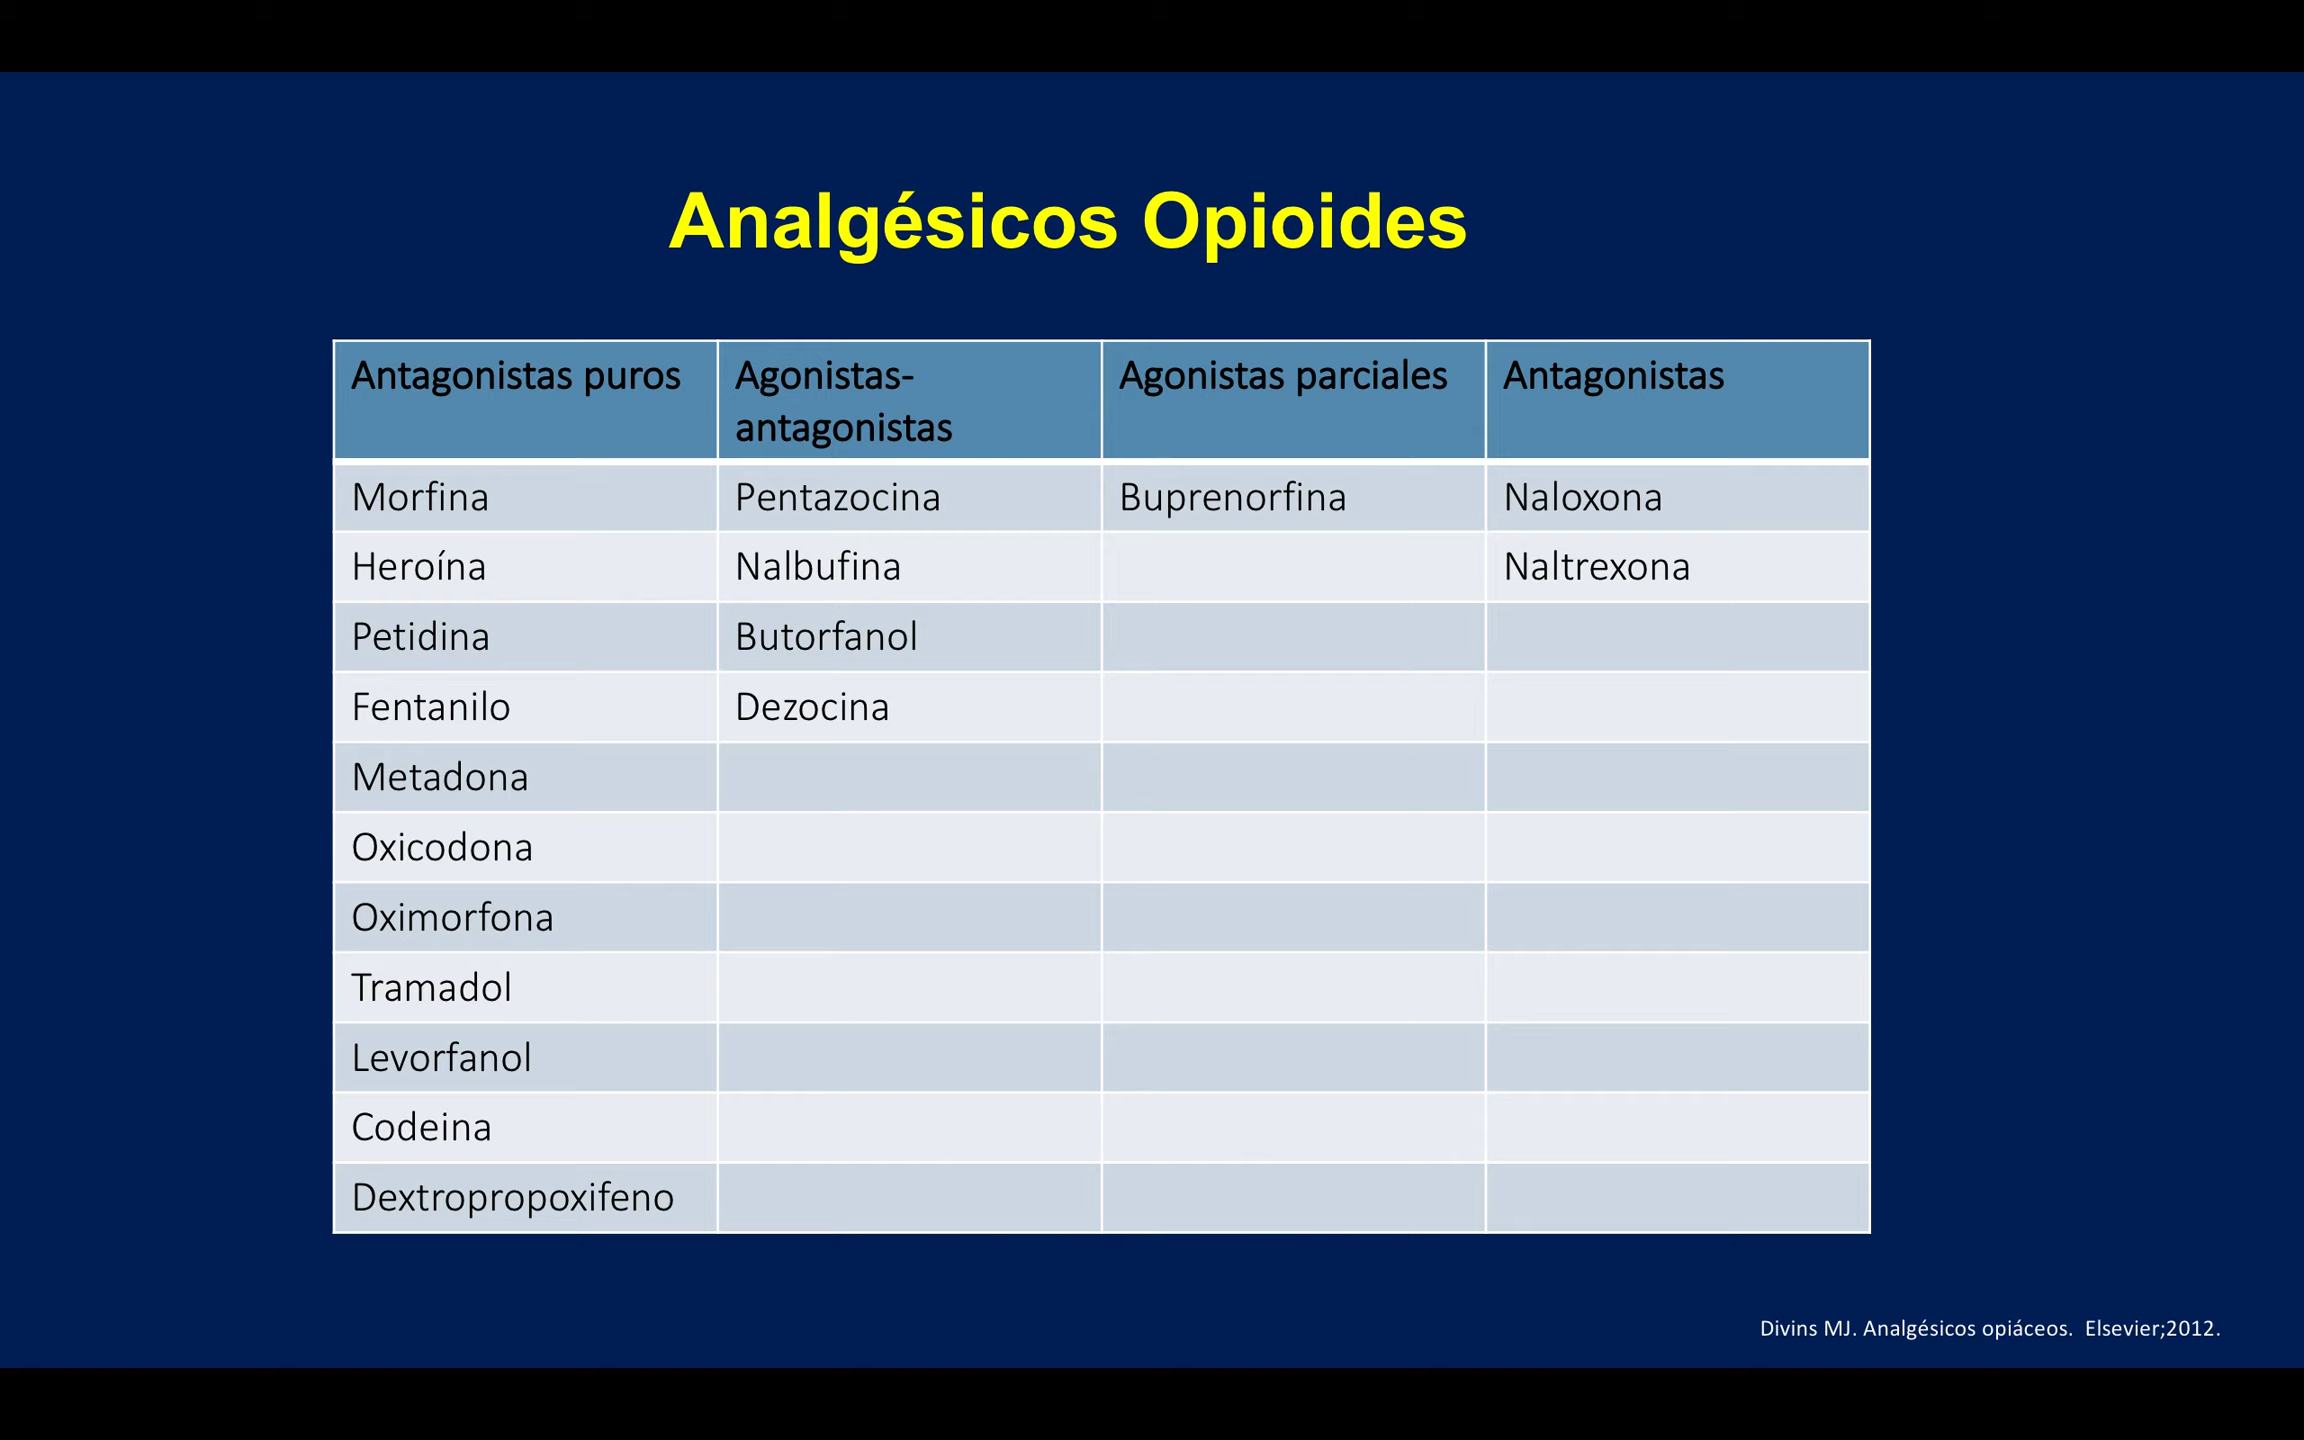 Analgésicos Opioides
Antagonistas puros
Agonistas-
antagonistas
Agonistas parciales
Antagonistas
Morfina
Pentazocina
Buprenorfina
Naloxona
Heroína
Nalbufina
Naltrexona
Petidina
Butorfanol
Fentanilo
Dezocina
Metadona
Oxicodona
Oximorfona
Tramadol
Levorfanol
Codeina
Dextropropoxifeno
Divins MJ. Analgésicos opiáceos.  Elsevier;2012.